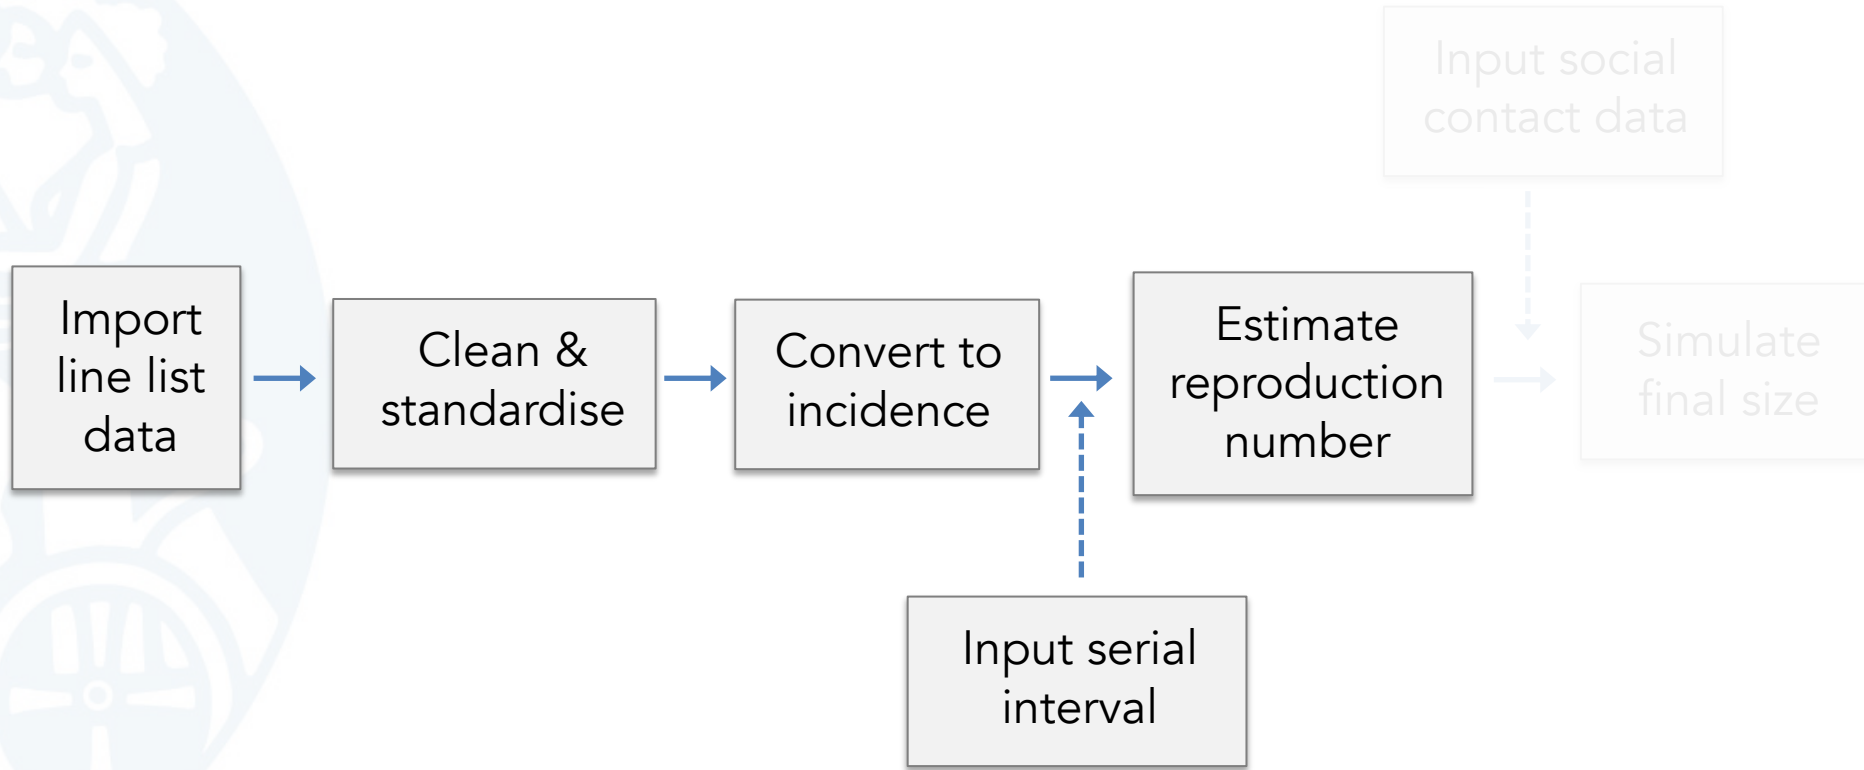 Input social
contact data
Import
line list
data
Clean &
standardise
Convert to
incidence
Estimate
reproduction
number
Simulate
final size
Input serial
interval